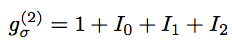 g_σ^{(2)} = 1 + I_0 + I_1 + I_2